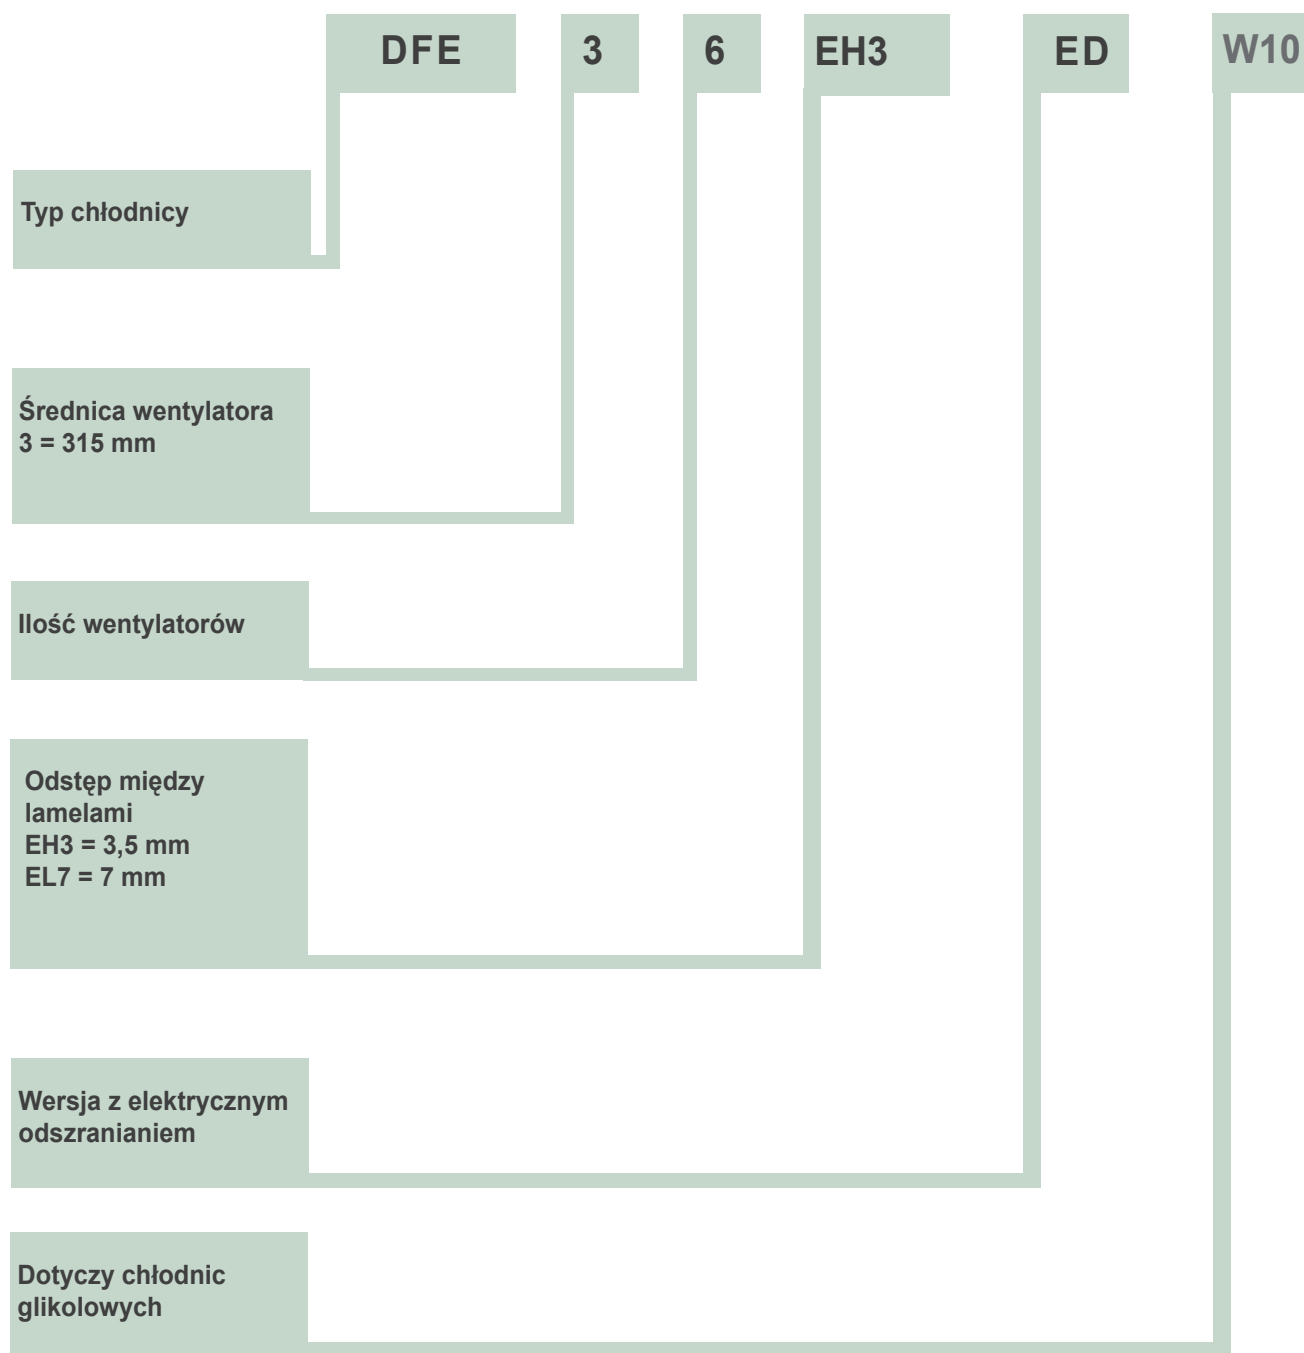 DFE 3 6 EH3 ED W10
Typ chłodnicy
Średnica wentylatora
3 = 315 mm
Ilość wentylatorów
Odstęp między
lamelami
EH3 = 3,5 mm
EL7 = 7 mm
Wersja z elektrycznym
odszranianiem
Dotyczy chłodnic
glikolowych